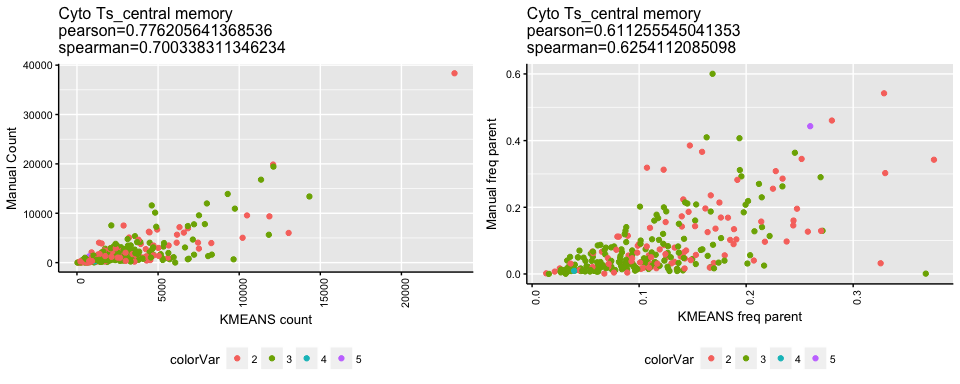 Cyto Ts_central memory
pearson=0.776205641368536
spearman=0.700338311346234
40000
30000
20000
10000
0
Manual Count
0
5000
10000
15000
20000
KMEANS count
colorVar
2
3
4
5
Cyto Ts_central memory
pearson=0.611255545041353
spearman=0.6254112085098
0.6
0.4
0.2
0.0
Manual freq parent
0.0
0.1
0.2
0.3
KMEANS freq parent
colorVar
2
3
4
5